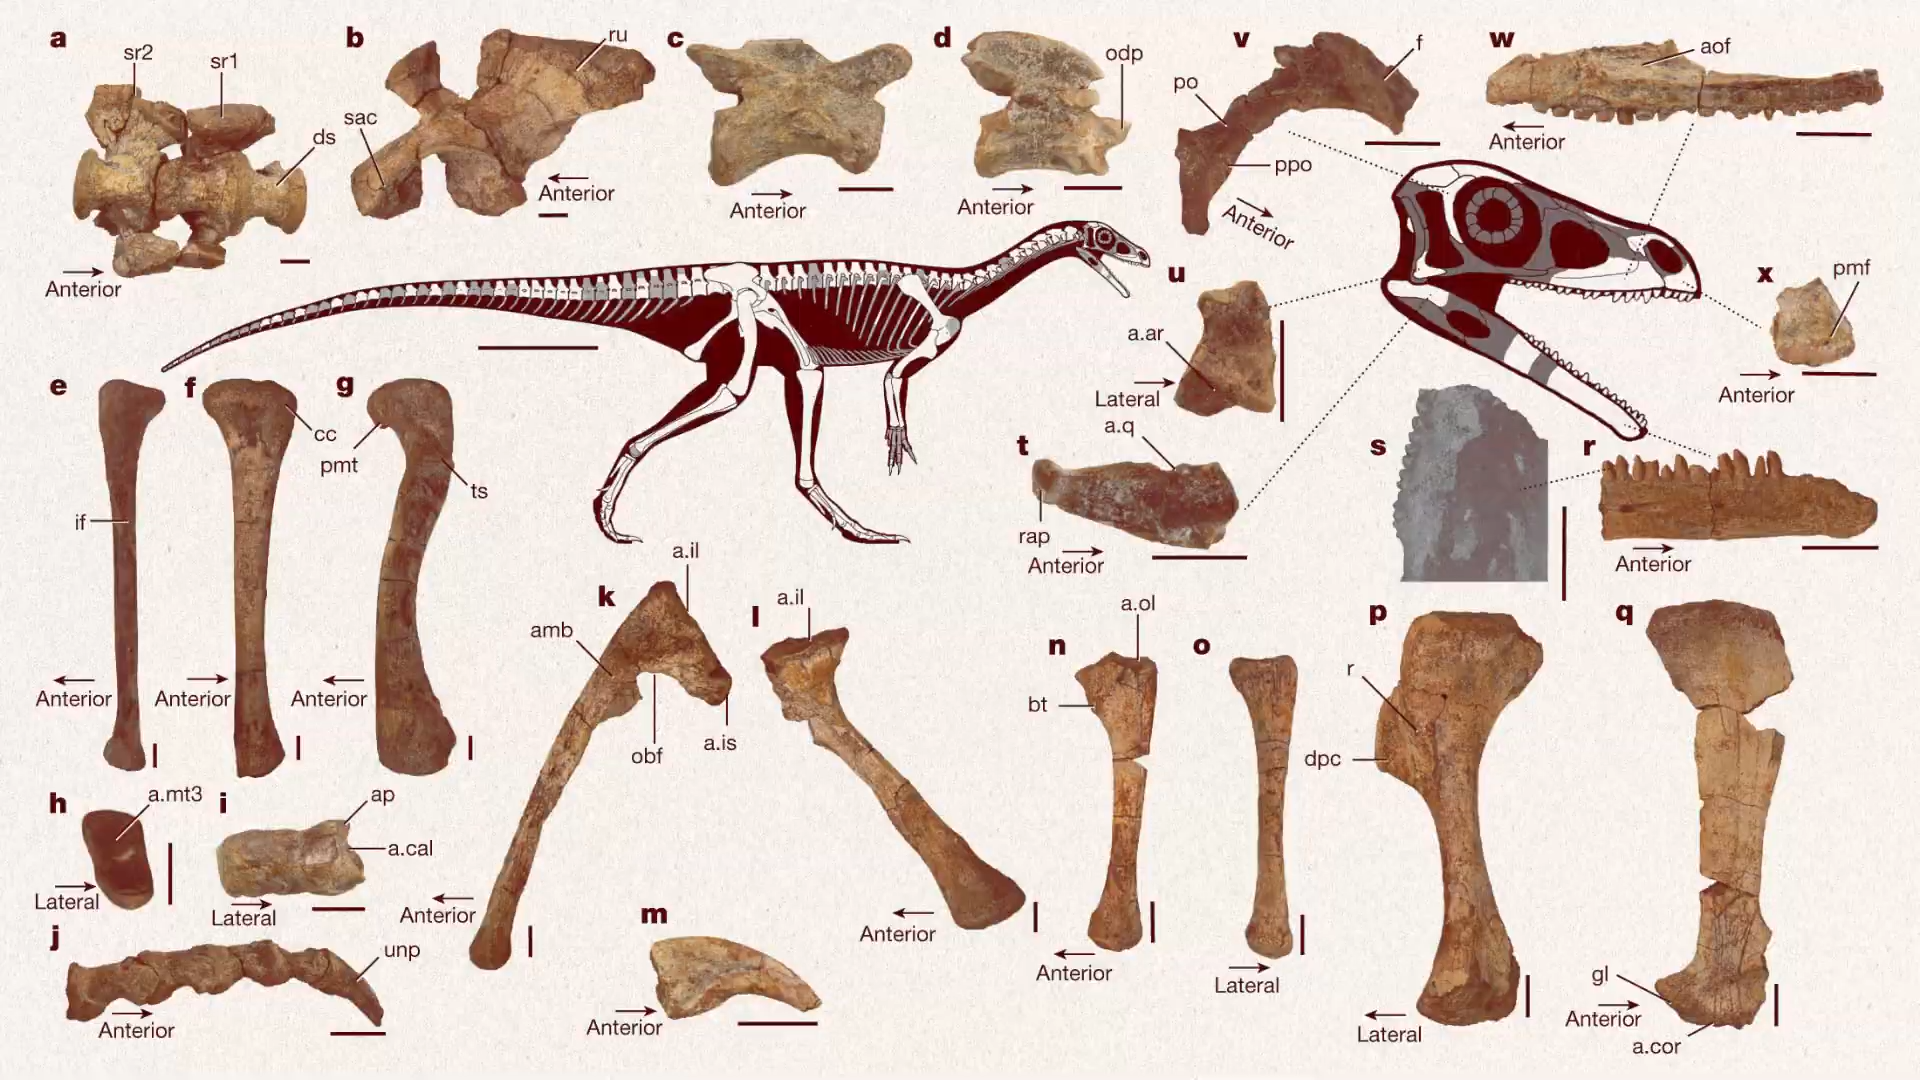 a
sr2
sr1
ds
Anterior
b
ru
sac
Anterior
c
Anterior
d
odp
Anterior
v
f
po
ppo
Anterior
w
aof
Anterior
u
a.ar
Lateral
x
pmf
Anterior
e
if
Anterior
f
cc
Anterior
g
pmt
ts
Anterior
t
a.q
rap
Anterior
s
r
Anterior
h
a.mt3
Lateral
i
ap
a.cal
Lateral
j
unp
Anterior
k
a.il
amb
obf
a.is
Anterior
l
a.il
Anterior
m
Anterior
n
a.ol
bt
Anterior
o
Lateral
p
r
dpc
Lateral
q
gl
Anterior
a.cor